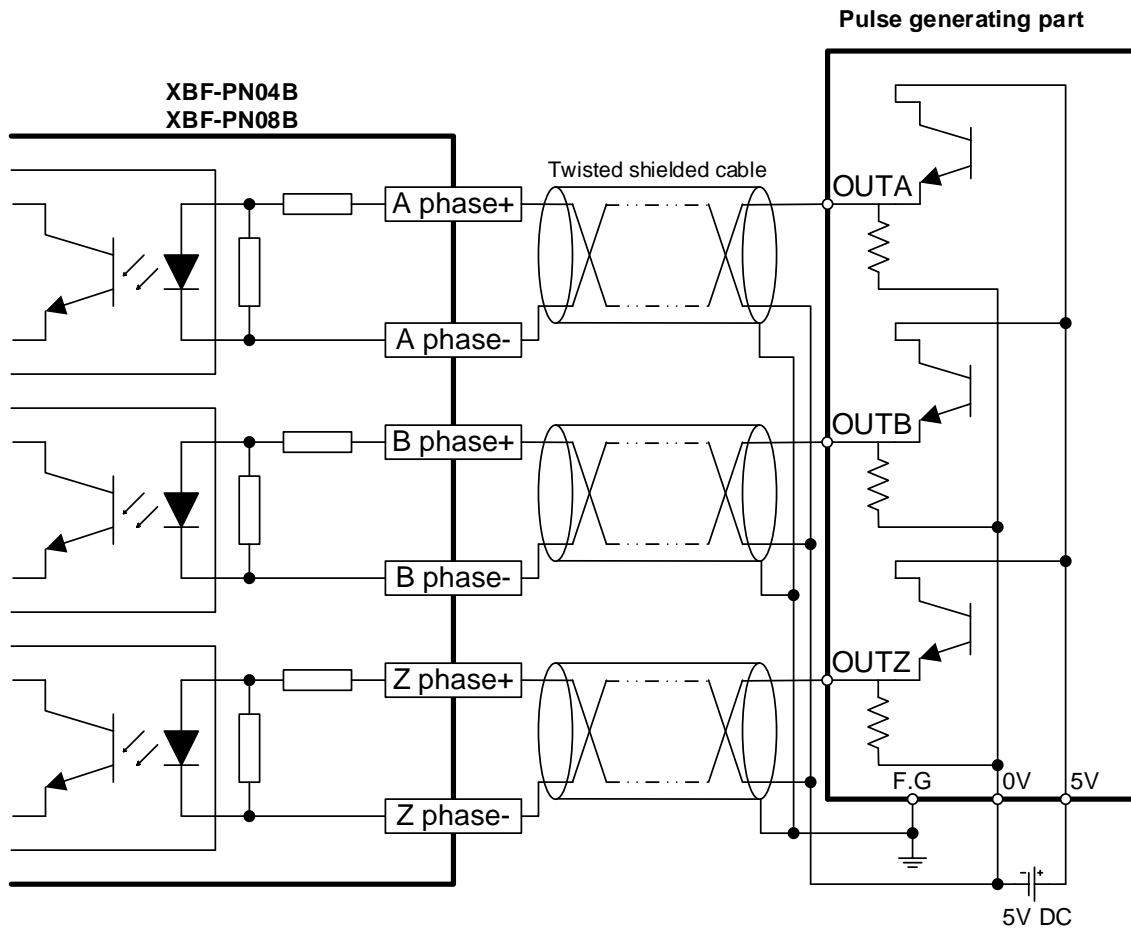 Pulse generating part
XBF-PN04B
XBF-PN08B
Twisted shielded cable
A phase+
OUTA
A phase-
B phase+
OUTB
B phase-
Z phase+
OUTZ
Z phase-
F.G
0V
5V
- +
5V DC